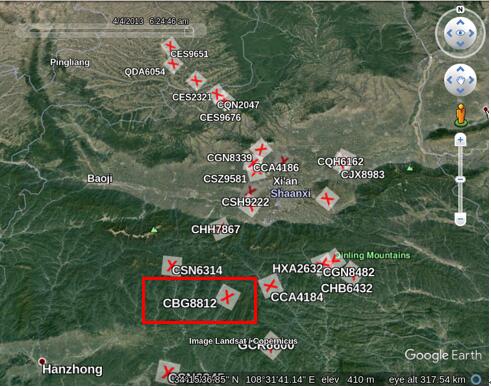 4/4/2013 6:24:46 am
N
CES9651
Pingliang
QDA6054
CES2321
CQN2047
CES9676
CGN8339
CCA4186
CQH6162
CSZ9581
CJX8983
Baoji
Xi'an
Shaanxi
CSH9222
CHH7867
Qinling Mountains
CSN6314
HXA2632
CGN8482
CHB6432
CBG8812
CCA4184
Image Landsat / Copernicus
GCR8800
Google Earth
Hanzhong
34°15'36.85" N 108°31'41.14" E elev 410 m eye alt 317.54 km